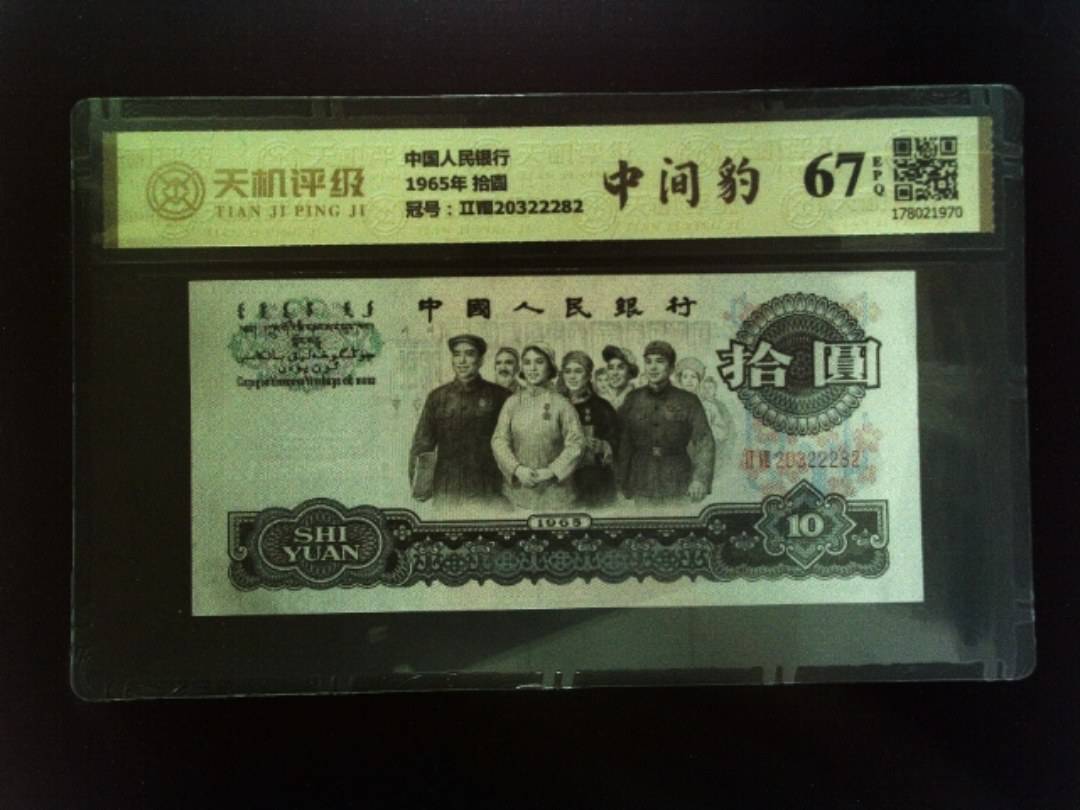 天机评级
TIAN JI PING JI
中国人民银行
1965年 拾圆
冠号：ⅡⅧ20322282
中间豹
67
EPQ
178021970
中國人民銀行
拾圓
20322282
1965
SHI
YUAN
10